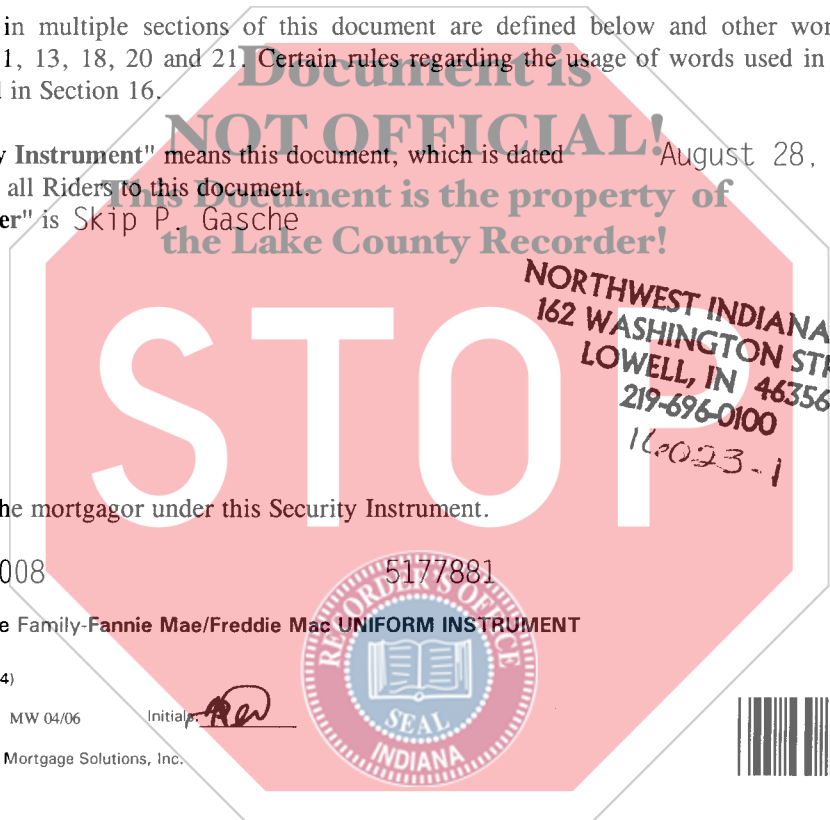 in multiple sections of this document are defined below and other wor
1, 13, 18, 20 and 21. Certain rules regarding the usage of words used in
in Section 16.
Document is
NOT OFFICIAL!
y Instrument" means this document, which is dated August 28,
all Riders to this document.
This Document is the property of
er" is Skip P. Gasche
the Lake County Recorder!
NORTHWEST INDIANA
162 WASHINGTON STR
LOWELL, IN 46356
219-696-0100
16023-1
STOP
he mortgagor under this Security Instrument.
008 5177881
e Family-Fannie Mae/Freddie Mac UNIFORM INSTRUMENT
4)
MW 04/06 Initials:
Mortgage Solutions, Inc.
RECORDER'S OFFICE
SEAL
INDIANA